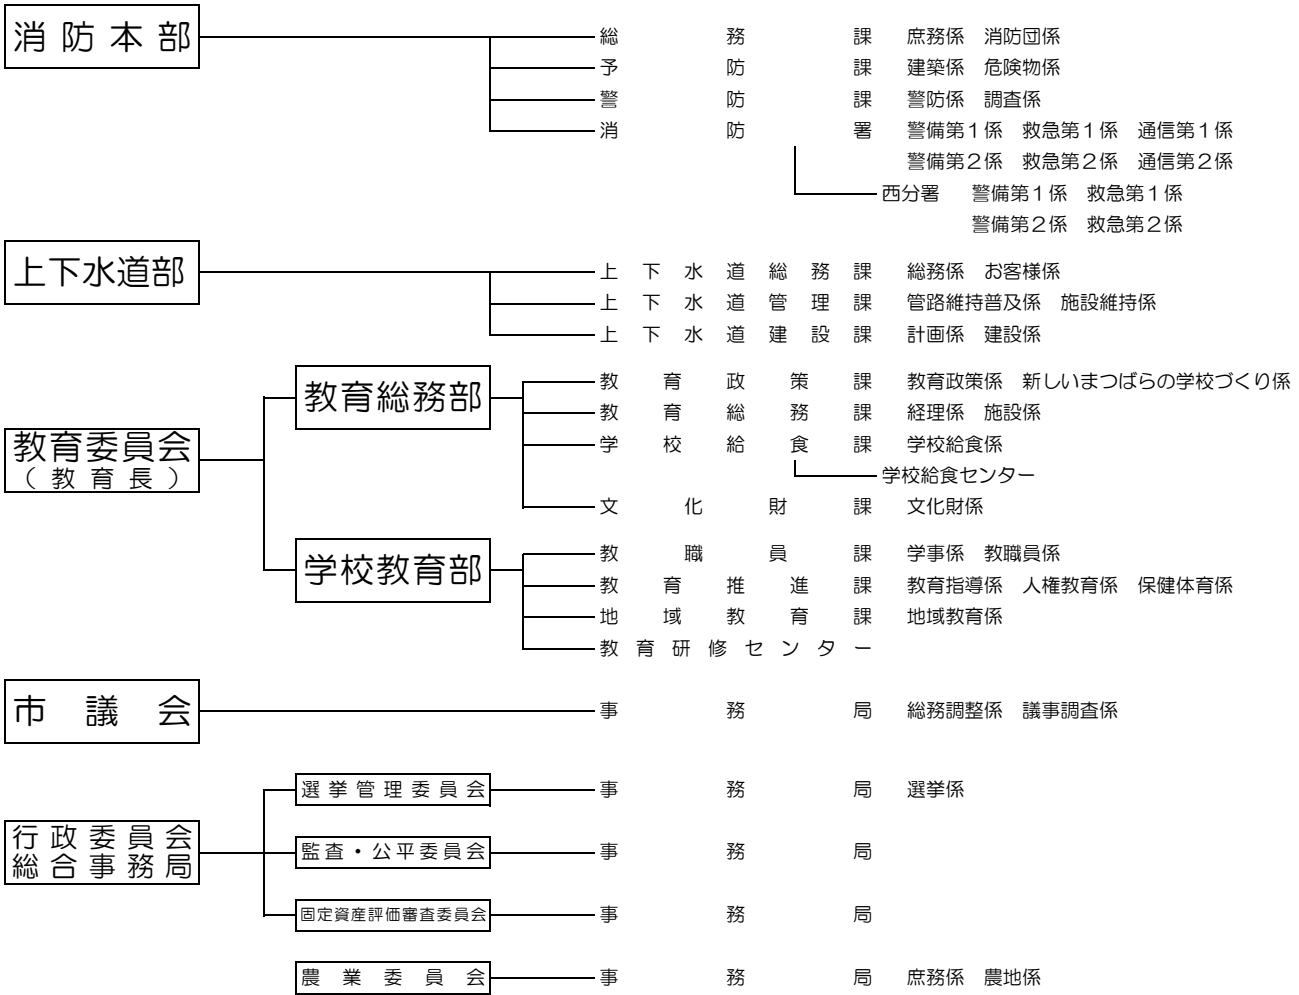 消防本部
総務課 庶務係 消防団係
予防課 建築係 危険物係
警防課 警防係 調査係
消防署 警備第1係 救急第1係 通信第1係
警備第2係 救急第2係 通信第2係
西分署 警備第1係 救急第1係
警備第2係 救急第2係
上下水道部
上下水道総務課 総務係 お客様係
上下水道管理課 管路維持普及係 施設維持係
上下水道建設課 計画係 建設係
教育委員会
(教育長)
教育総務部
教育政策課 教育政策係 新しいまつばらの学校づくり係
教育総務課 経理係 施設係
学校給食課 学校給食係
学校給食センター
文化財課 文化財係
学校教育部
教職員課 学事係 教職員係
教育推進課 教育指導係 人権教育係 保健体育係
地域教育課 地域教育係
教育研修センター
市議会
事務局 総務調整係 議事調査係
行政委員会
総合事務局
選挙管理委員会 事務局 選挙係
監査・公平委員会 事務局
固定資産評価審査委員会 事務局
農業委員会 事務局 庶務係 農地係